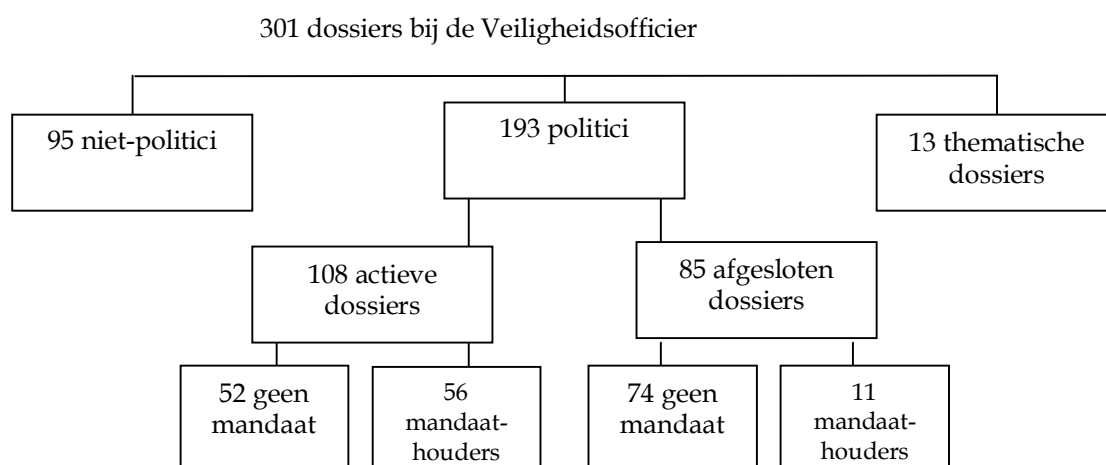 301 dossiers bij de Veiligheidsofficier
95 niet-politici
193 politici
13 thematische
dossiers
108 actieve
dossiers
85 afgesloten
dossiers
52 geen
mandaat
56
mandaat-
houders
74 geen
mandaat
11
mandaat-
houders